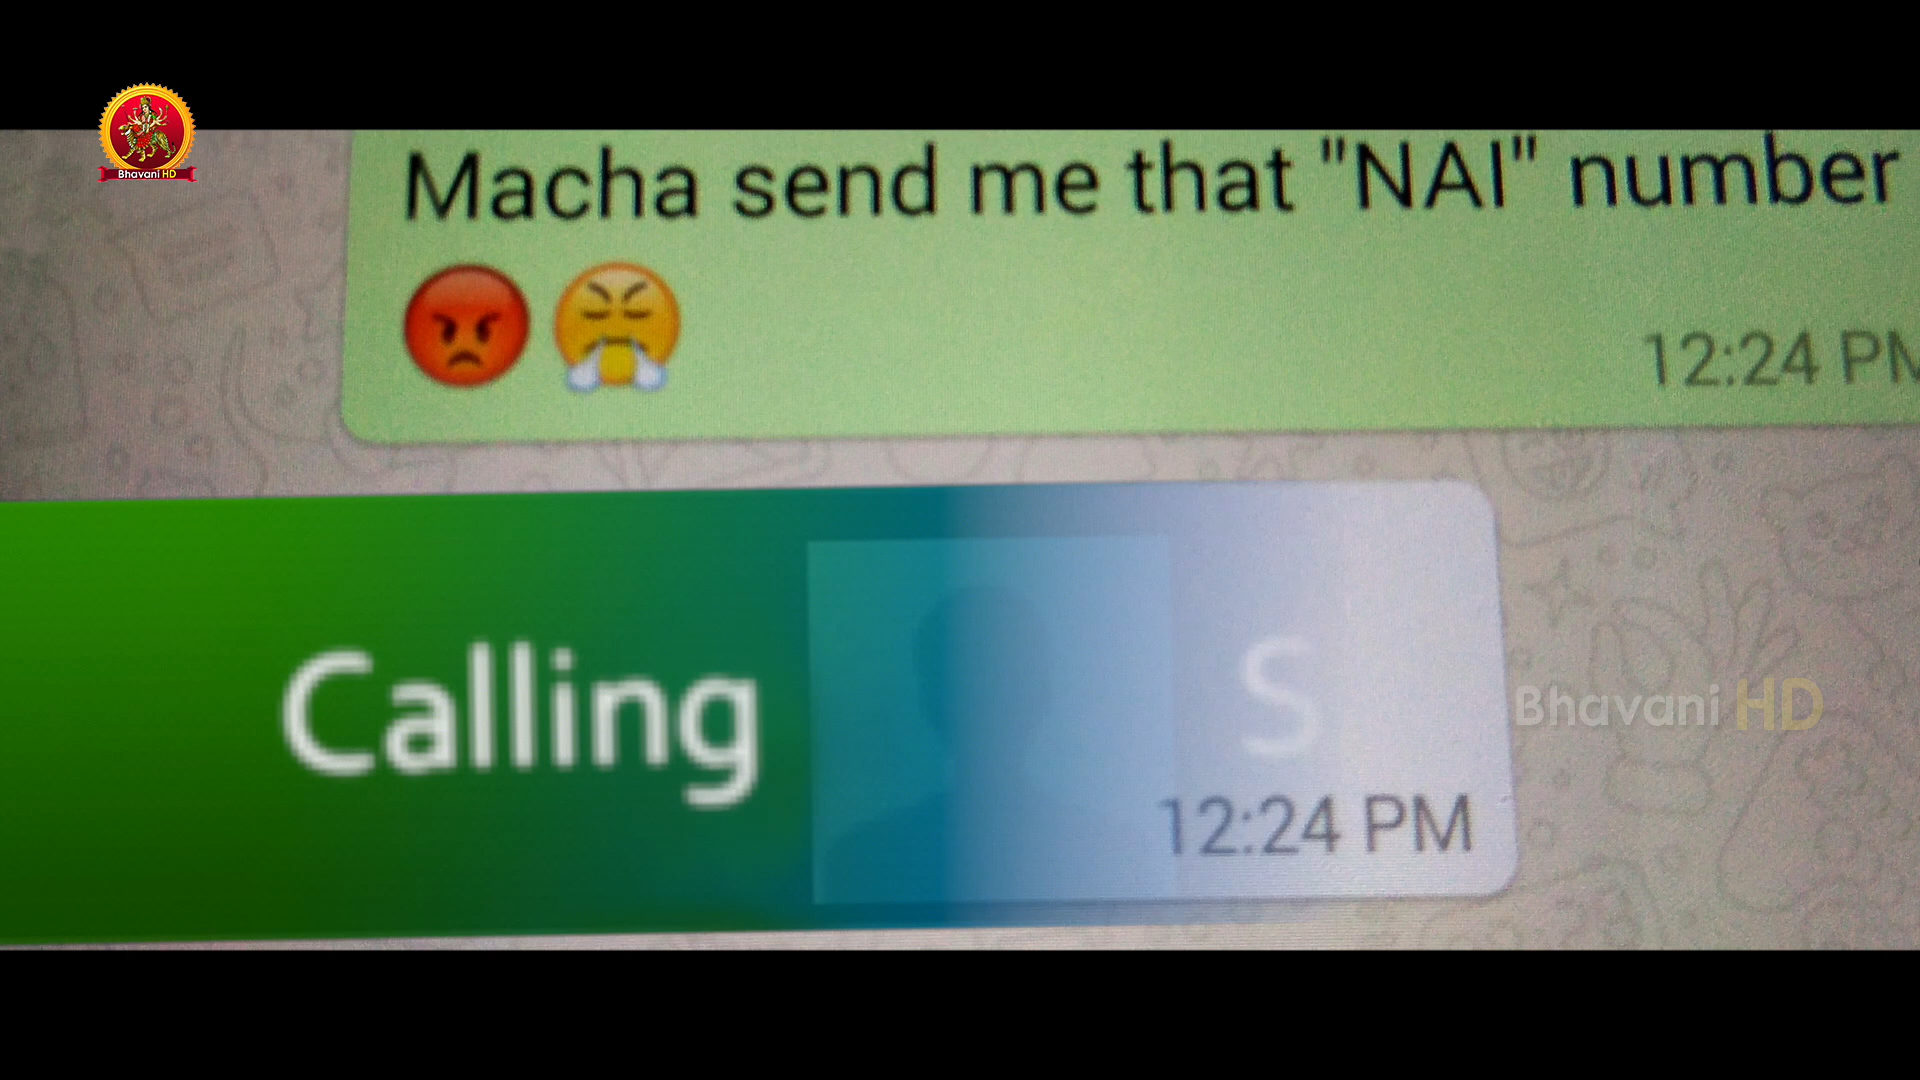 Bhavani HD
Macha send me that "NAI" number
12:24 PM
Calling S
12:24 PM
Bhavani HD